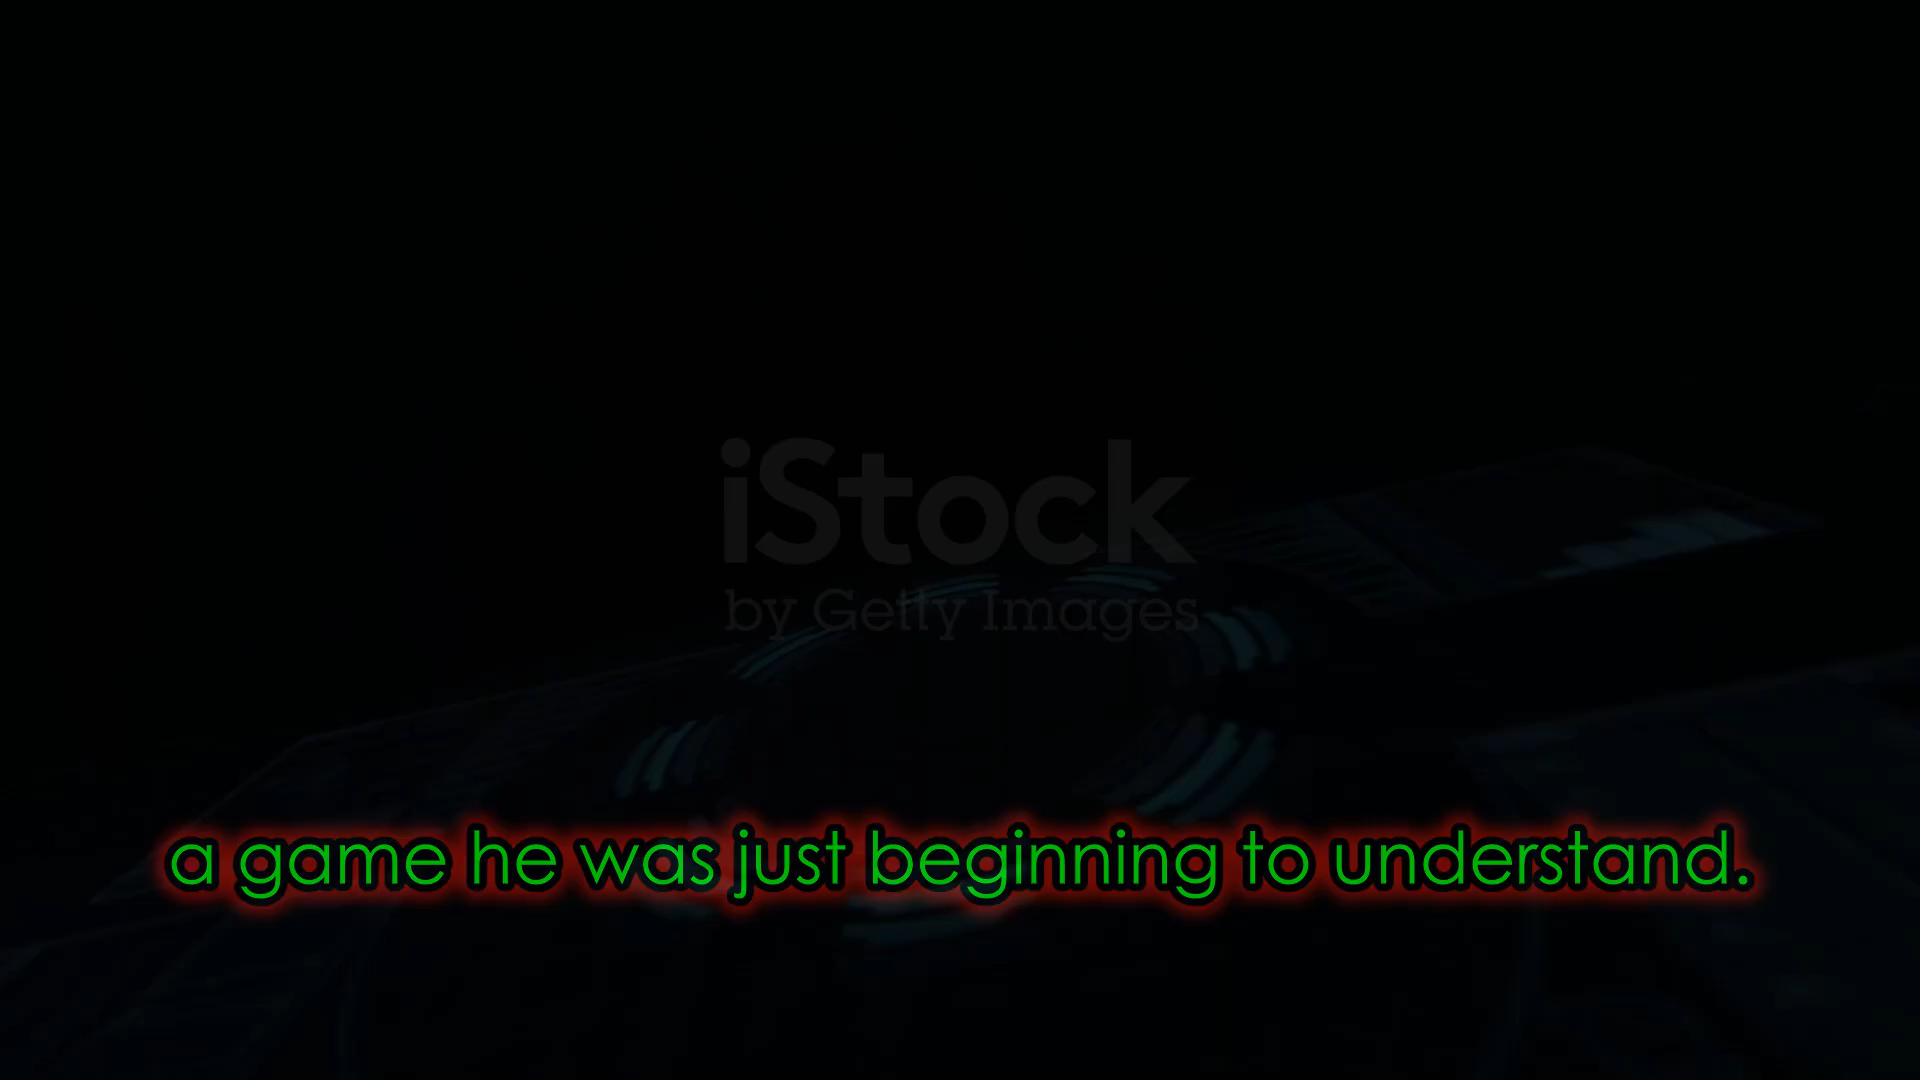 iStock
by Getty Images
a game he was just beginning to understand.